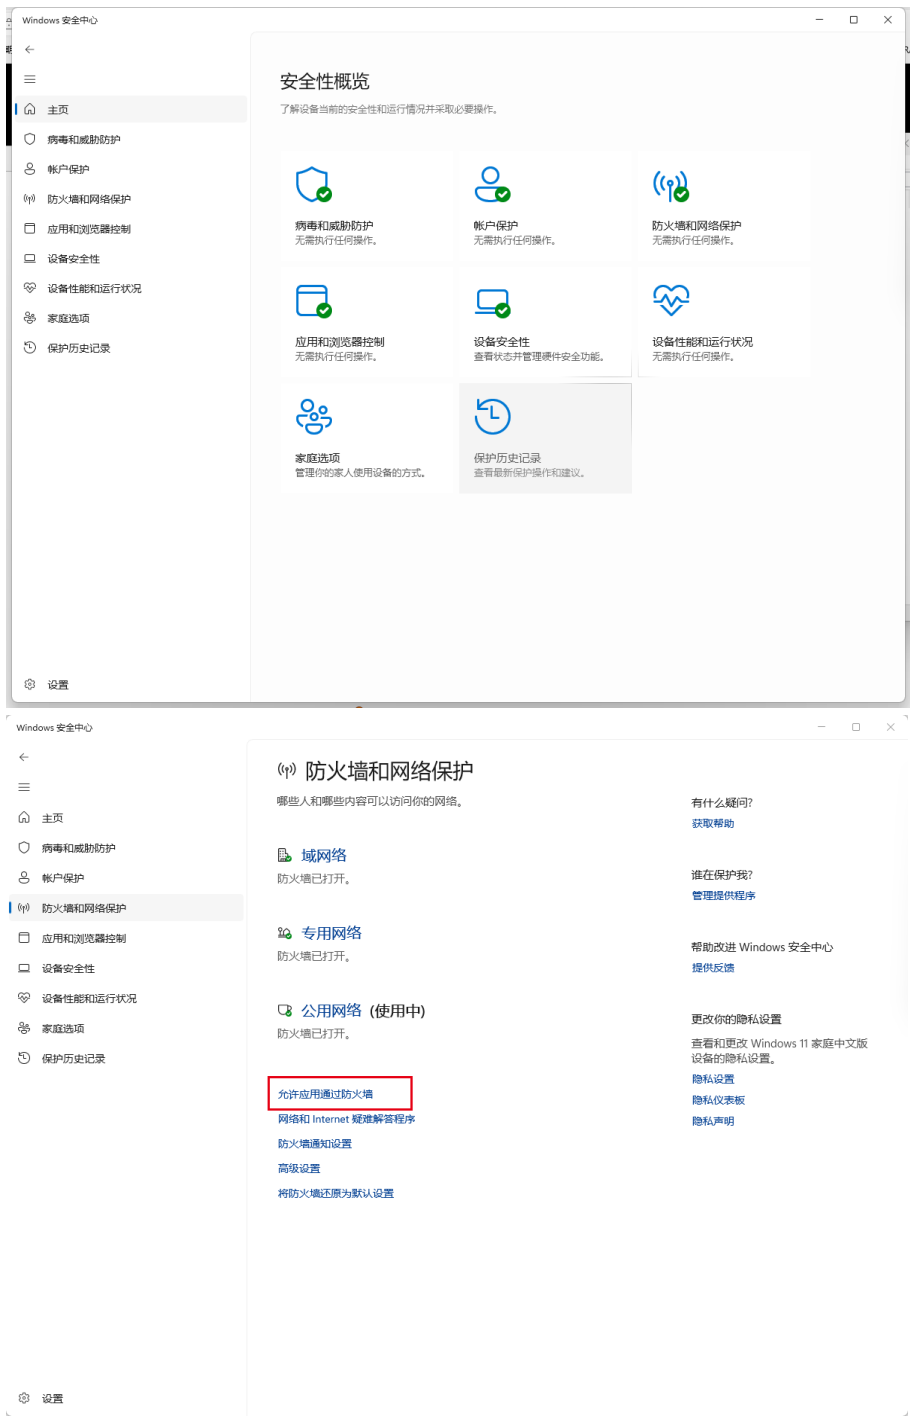 Windows 安全中心
主页
病毒和威胁防护
帐户保护
防火墙和网络保护
应用和浏览器控制
设备安全性
设备性能和运行状况
家庭选项
保护历史记录
设置
安全性概览
了解设备当前的安全性和运行情况并采取必要操作。
病毒和威胁防护
无需执行任何操作。
帐户保护
无需执行任何操作。
防火墙和网络保护
无需执行任何操作。
应用和浏览器控制
无需执行任何操作。
设备安全性
查看状态并管理硬件安全功能。
设备性能和运行状况
无需执行任何操作。
家庭选项
管理你的家人使用设备的方式。
保护历史记录
查看最新保护操作和建议。
Windows 安全中心
主页
病毒和威胁防护
帐户保护
防火墙和网络保护
应用和浏览器控制
设备安全性
设备性能和运行状况
家庭选项
保护历史记录
设置
防火墙和网络保护
哪些人和哪些内容可以访问你的网络。
域网络
防火墙已打开。
专用网络
防火墙已打开。
公用网络 (使用中)
防火墙已打开。
允许应用通过防火墙
网络和 Internet 疑难解答程序
防火墙通知设置
高级设置
将防火墙还原为默认设置
有什么疑问?
获取帮助
谁在保护我?
管理提供程序
帮助改进 Windows 安全中心
提供反馈
更改你的隐私设置
查看和更改 Windows 11 家庭中文版
设备的隐私设置。
隐私设置
隐私仪表板
隐私声明